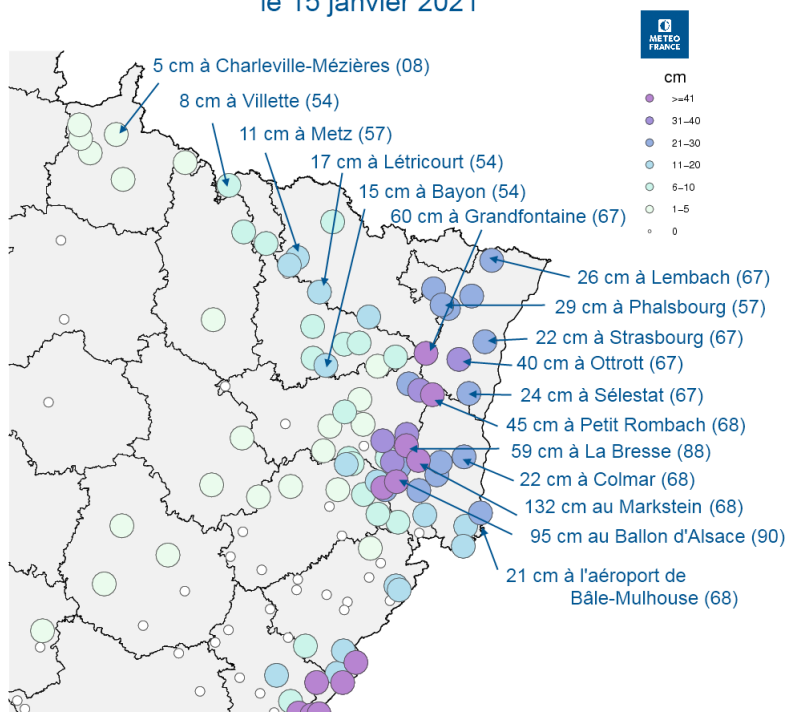 le 15 janvier 2021
METEO
FRANCE
cm
>=41
31−40
21−30
11−20
6−10
1−5
0
5 cm à Charleville-Mézières (08)
8 cm à Villette (54)
11 cm à Metz (57)
17 cm à Létricourt (54)
15 cm à Bayon (54)
60 cm à Grandfontaine (67)
26 cm à Lembach (67)
29 cm à Phalsbourg (57)
22 cm à Strasbourg (67)
40 cm à Ottrott (67)
24 cm à Sélestat (67)
45 cm à Petit Rombach (68)
59 cm à La Bresse (88)
22 cm à Colmar (68)
132 cm au Markstein (68)
95 cm au Ballon d'Alsace (90)
21 cm à l'aéroport de
Bâle-Mulhouse (68)